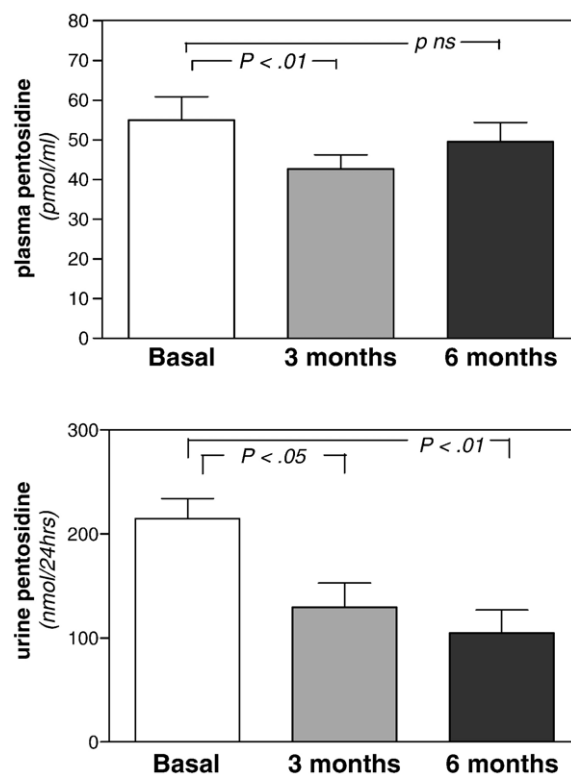 80
70
60
50
40
30
20
10
0
plasma pentosidine
(pmol/ml)
p ns
P < .01
Basal 3 months 6 months
300
200
100
0
urine pentosidine
(nmol/24hrs)
P < .01
P < .05
Basal 3 months 6 months